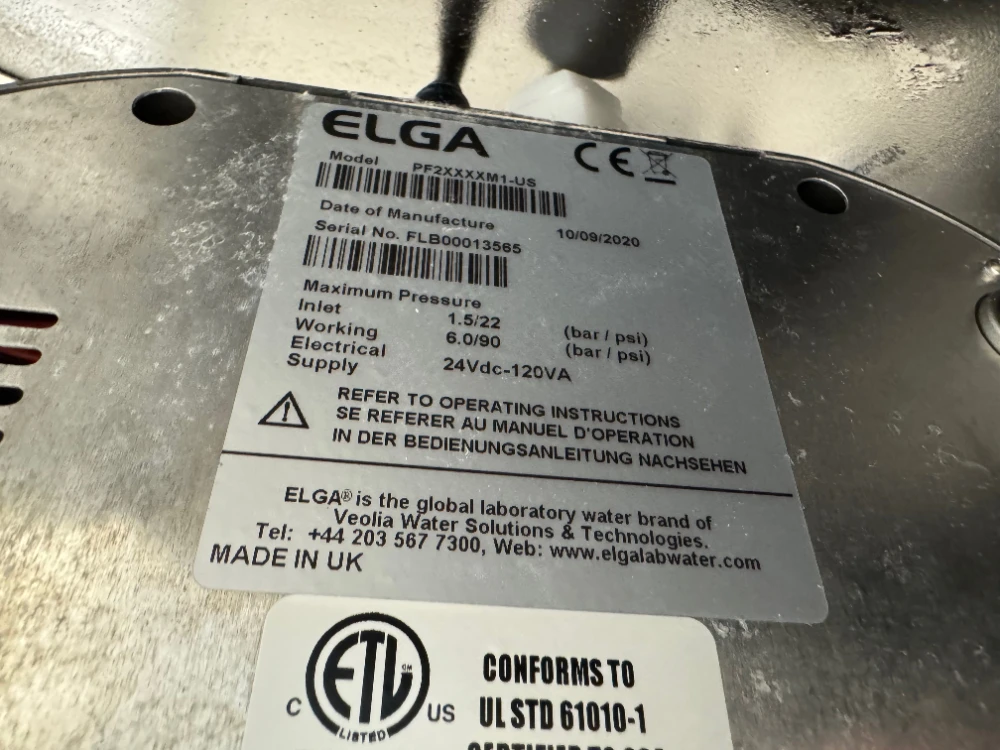 ELGA
CE
Model PF2XXXXM1-US
Date of Manufacture 10/09/2020
Serial No. FLB00013565
Maximum Pressure
Inlet 1.5/22 (bar / psi)
Working 6.0/90 (bar / psi)
Electrical
Supply 24Vdc-120VA
REFER TO OPERATING INSTRUCTIONS
SE REFERER AU MANUEL D'OPERATION
IN DER BEDIENUNGSANLEITUNG NACHSEHEN
ELGA® is the global laboratory water brand of
Veolia Water Solutions & Technologies.
Tel: +44 203 567 7300, Web: www.elgalabwater.com
MADE IN UK
ETL CM
C US
LISTED
CONFORMS TO
UL STD 61010-1
CERTIFIED TO